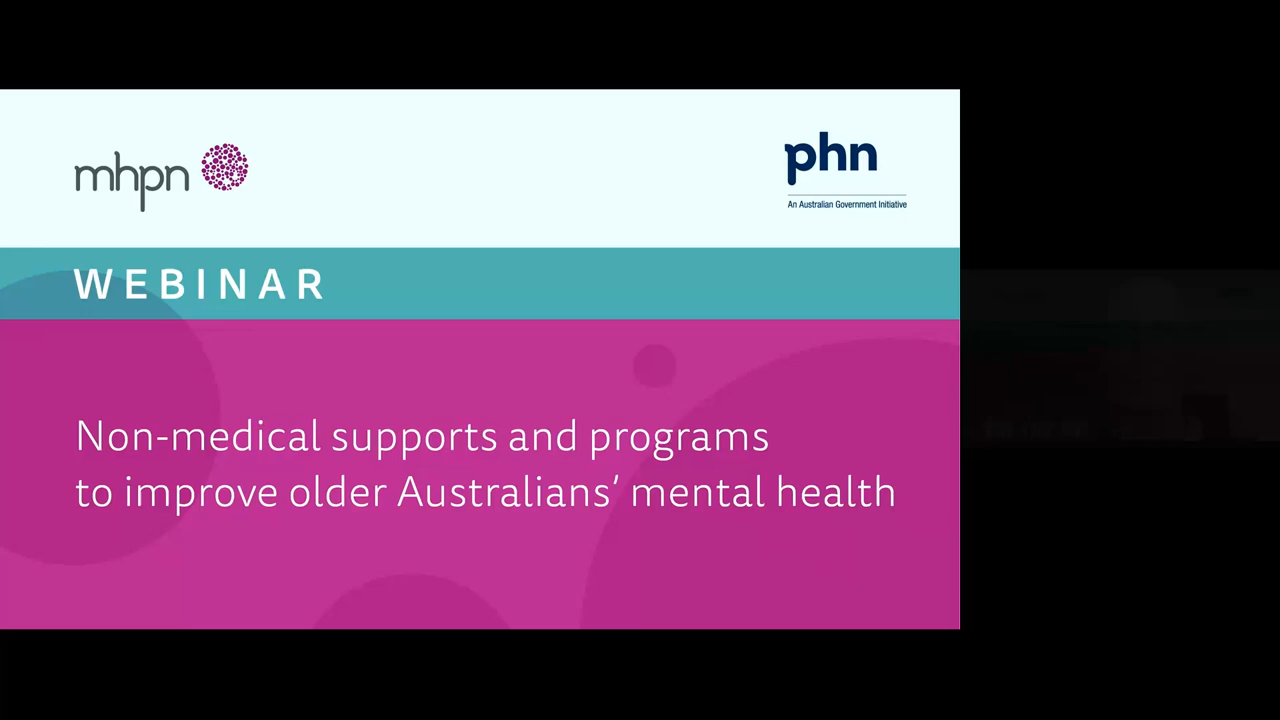 mhpn
phn
An Australian Government Initiative
WEBINAR
Non-medical supports and programs
to improve older Australians’ mental health